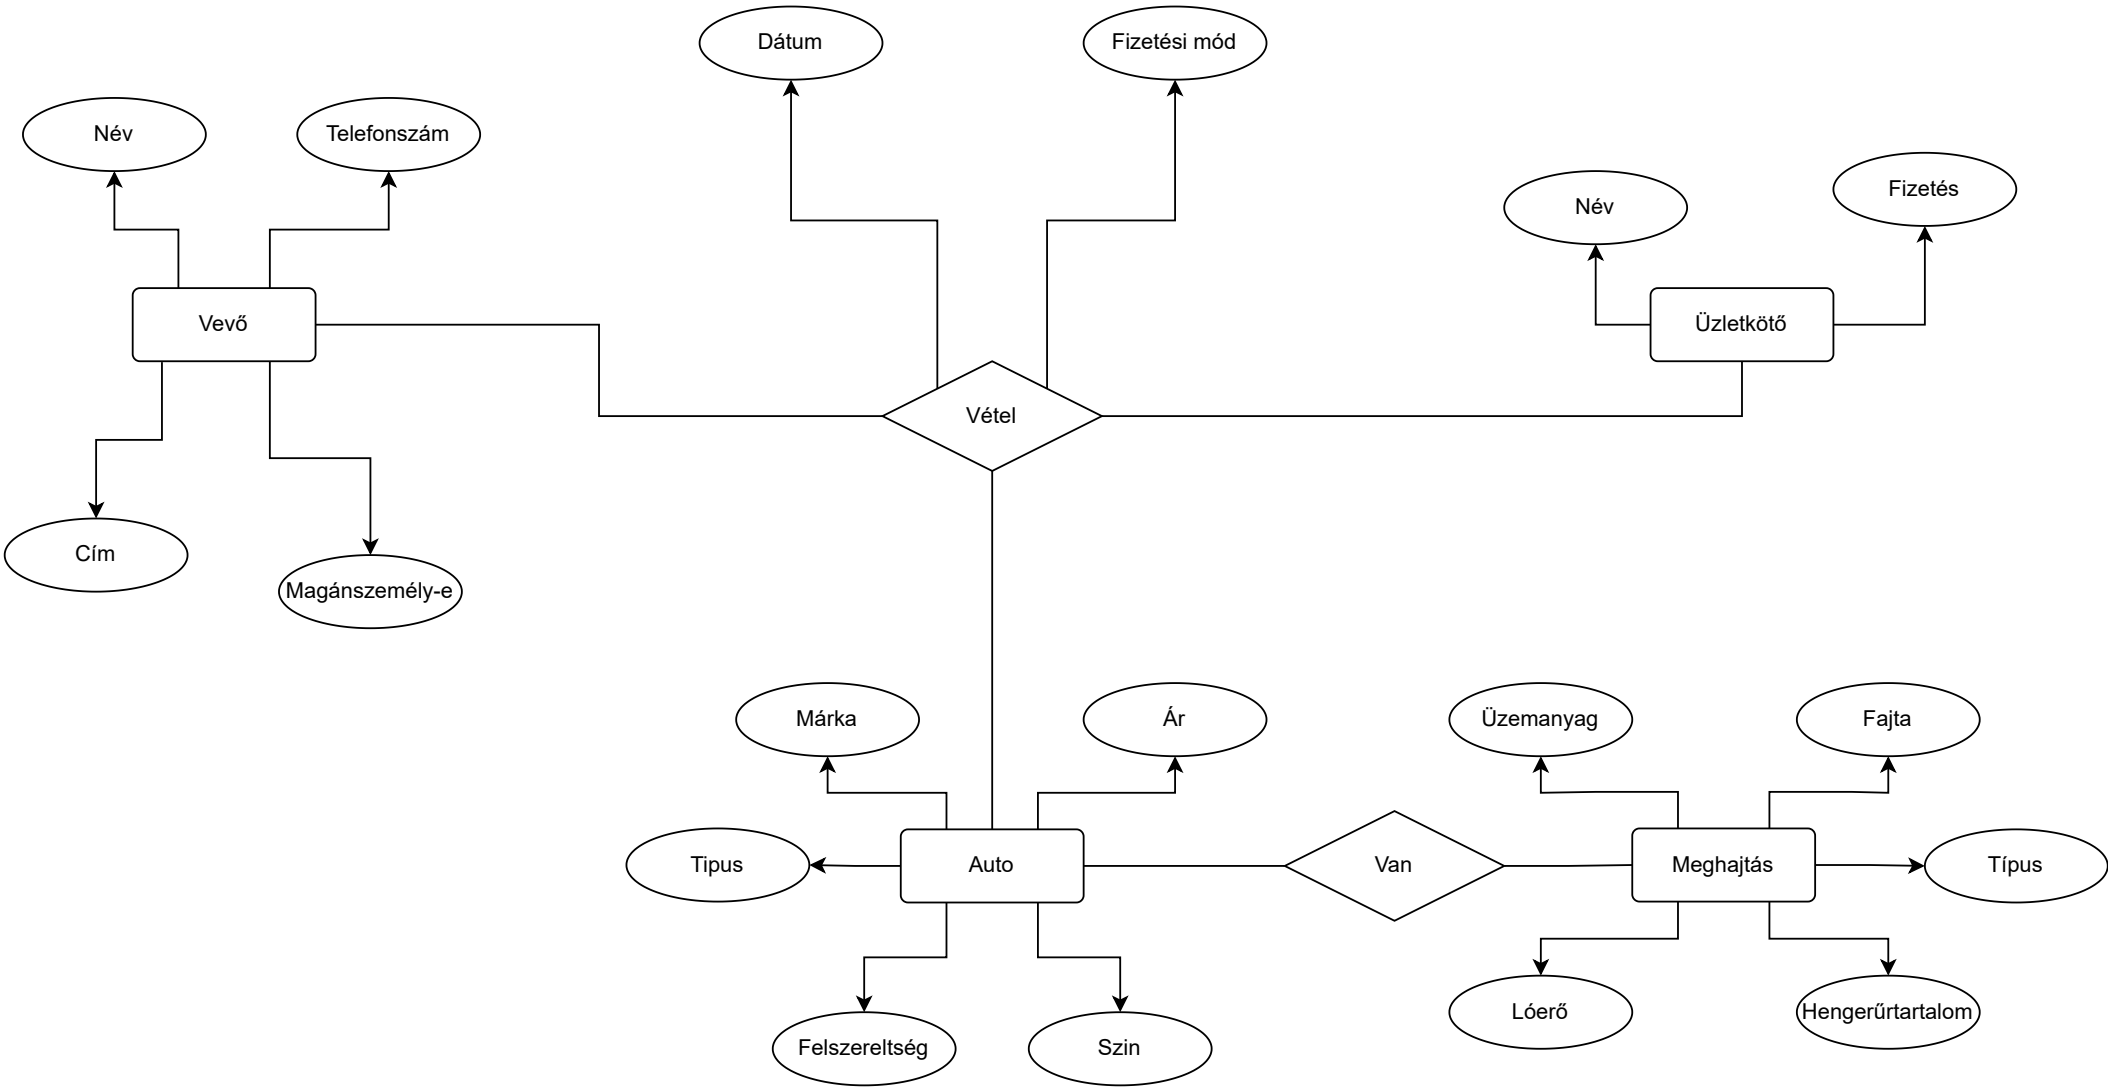 Dátum
Fizetési mód
Név
Telefonszám
Név
Fizetés
Vevő
Üzletkötő
Vétel
Cím
Magánszemély-e
Márka
Ár
Üzemanyag
Fajta
Tipus
Auto
Van
Meghajtás
Típus
Lóerő
Hengerűrtartalom
Felszereltség
Szin